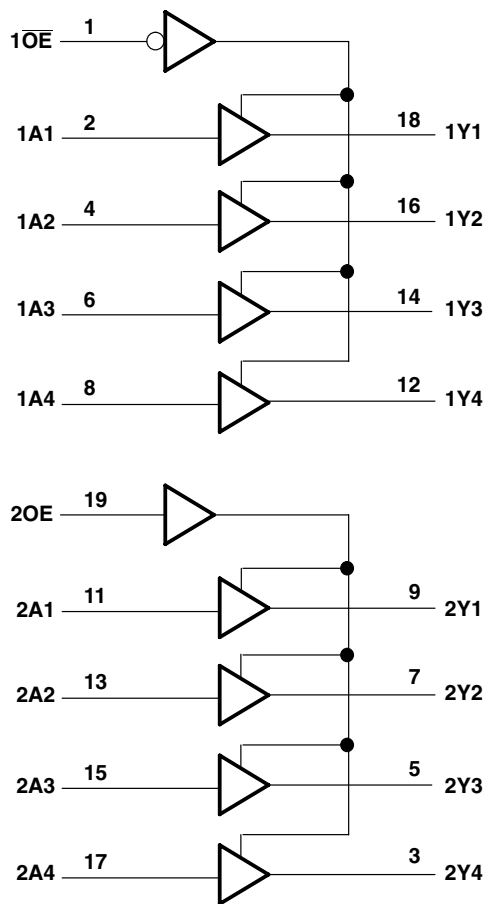 1O̅E̅ 1
1A1 2 18 1Y1
1A2 4 16 1Y2
1A3 6 14 1Y3
1A4 8 12 1Y4
2OE 19
2A1 11 9 2Y1
2A2 13 7 2Y2
2A3 15 5 2Y3
2A4 17 3 2Y4